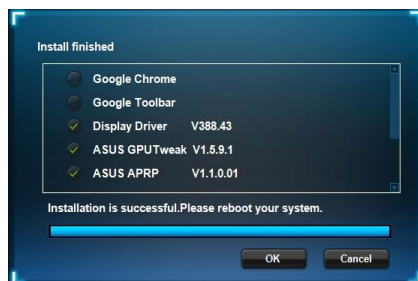 Install finished
Google Chrome
Google Toolbar
Display Driver V388.43
ASUS GPUTweak V1.5.9.1
ASUS APRP V1.1.0.01
Installation is successful.Please reboot your system.
OK Cancel